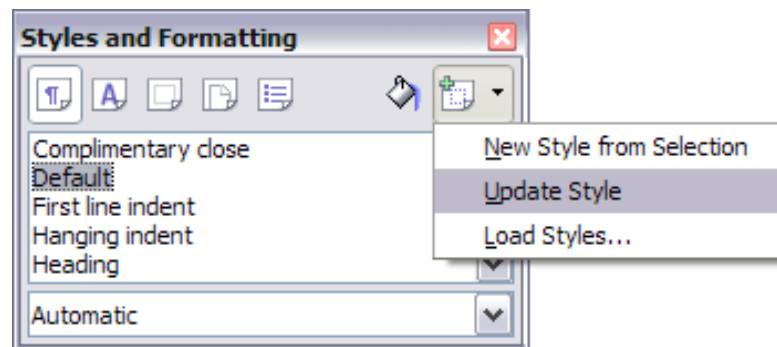 Styles and Formatting
Complimentary close
Default
First line indent
Hanging indent
Heading
Automatic
New Style from Selection
Update Style
Load Styles...